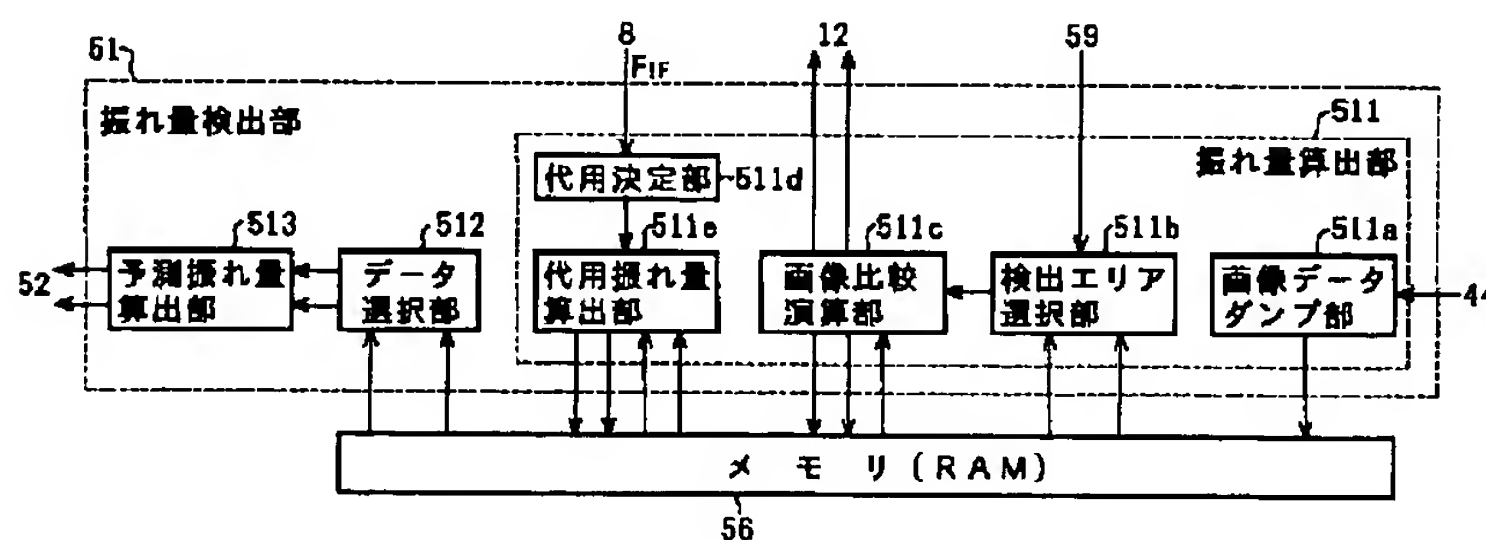 8
12
59
51
FIF
511
振れ量検出部
振れ量算出部
代用決定部
511d
513
512
511e
511c
511b
511a
52
予測振れ量
算出部
データ
選択部
代用振れ量
算出部
画像比較
演算部
検出エリア
選択部
画像データ
ダンプ部
44
メモリ(RAM)
56